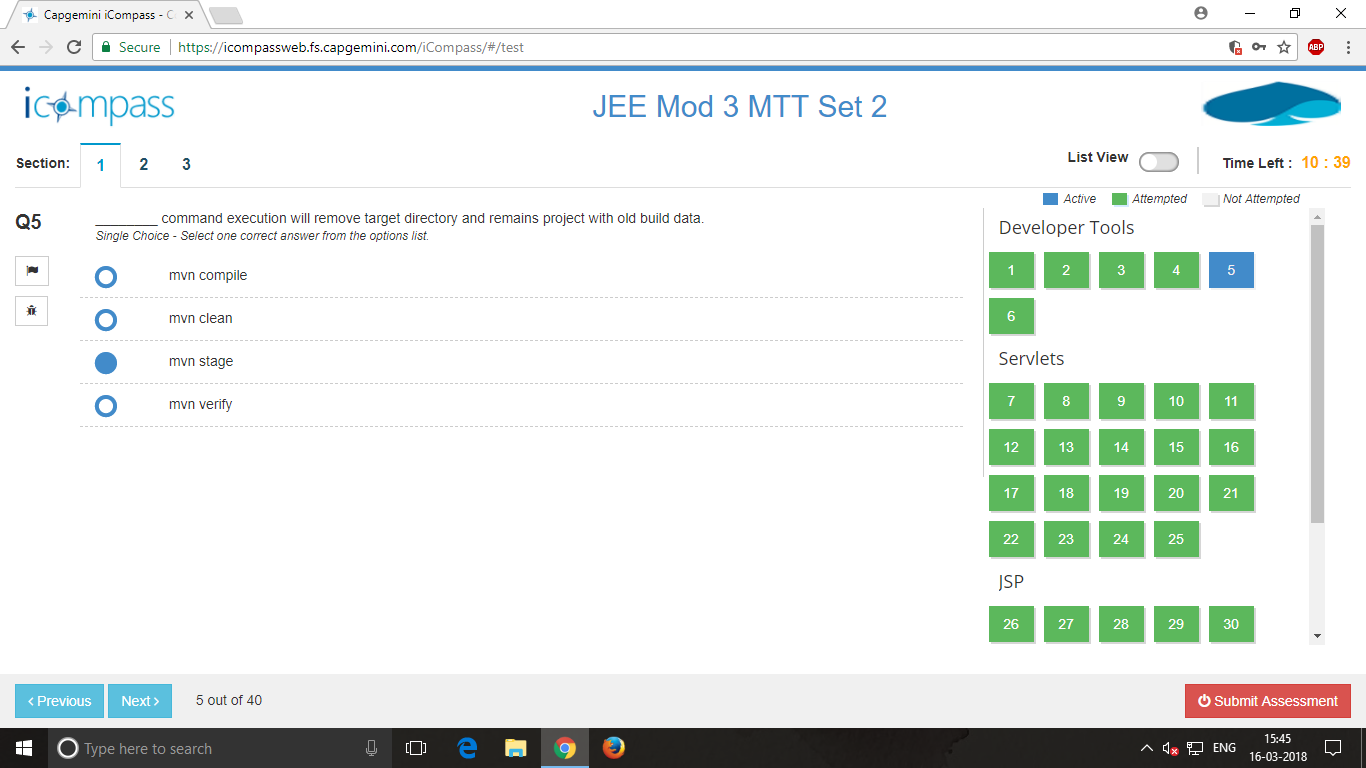 Capgemini iCompass - C
Secure https://icompassweb.fs.capgemini.com/iCompass/#/test
ABP
icompass
JEE Mod 3 MTT Set 2
Section: 1 2 3
List View
Time Left : 10 : 39
Active Attempted Not Attempted
Q5
________ command execution will remove target directory and remains project with old build data.
Single Choice - Select one correct answer from the options list.
mvn compile
mvn clean
mvn stage
mvn verify
Developer Tools
1 2 3 4 5
6
Servlets
7 8 9 10 11
12 13 14 15 16
17 18 19 20 21
22 23 24 25
JSP
26 27 28 29 30
Previous Next 5 out of 40
Submit Assessment
Type here to search
ENG
15:45
16-03-2018